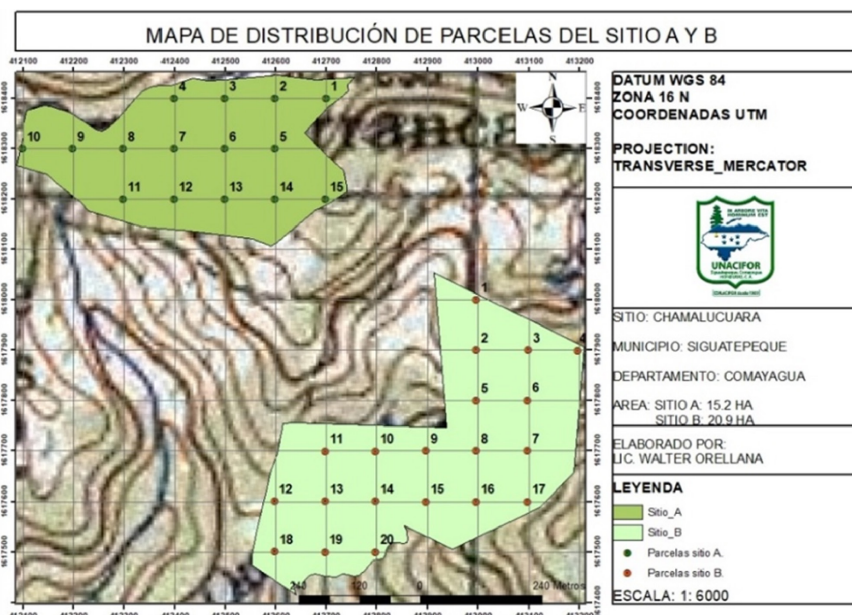 MAPA DE DISTRIBUCIÓN DE PARCELAS DEL SITIO A Y B
412100 412200 412300 412400 412500 412600 412700 412800 412900 413000 413100 413200
N
W E
S
4 3 2 1
10 9 8 7 6 5
11 12 13 14 15
1
2 3 4
5 6
11 10 9 8 7
12 13 14 15 16 17
18 19 20
1618400
1618300
1618200
1618100
1618000
1617900
1617800
1617700
1617600
1617500
1617400
240 120 0 240 Metros
DATUM WGS 84
ZONA 16 N
COORDENADAS UTM
PROJECTION:
TRANSVERSE_MERCATOR
UNACIFOR
SITIO: CHAMALUCUARA
MUNICIPIO: SIGUATEPEQUE
DEPARTAMENTO: COMAYAGUA
AREA: SITIO A: 15.2 HA
SITIO B: 20.9 HA
ELABORADO POR:
LIC. WALTER ORELLANA
LEYENDA
Sitio_A
Sitio_B
Parcelas sitio A.
Parcelas sitio B.
ESCALA: 1: 6000